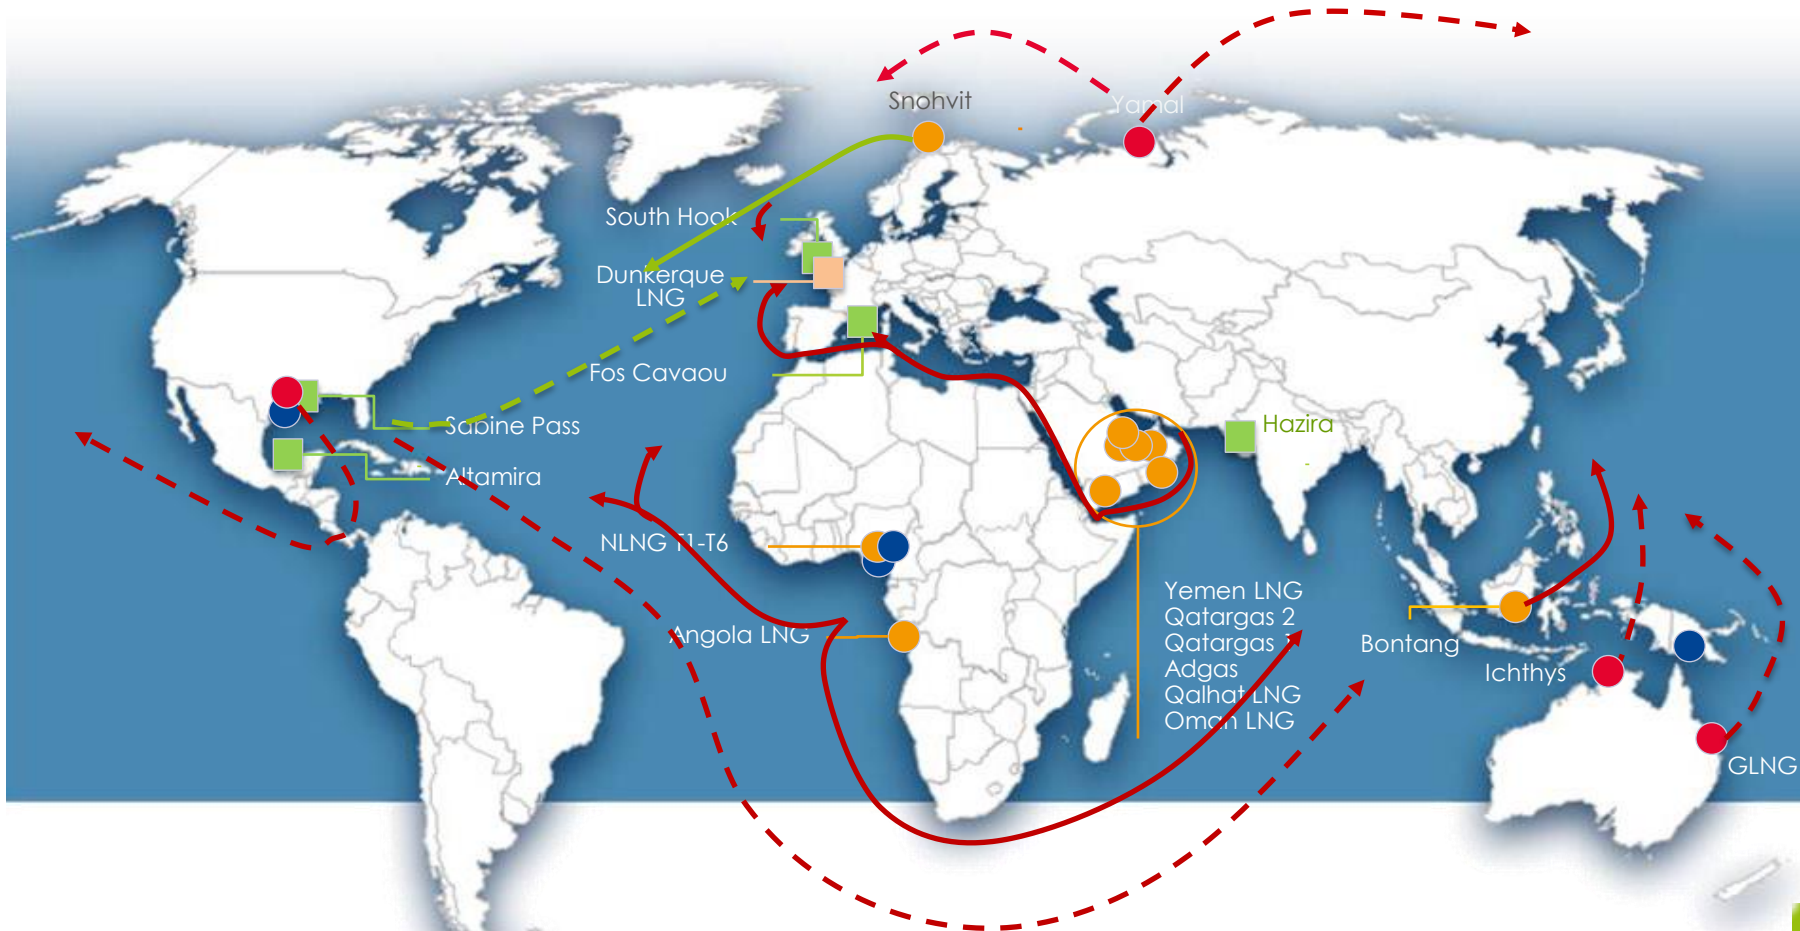 Snohvit
Yamal
South Hook
Dunkerque
LNG
Fos Cavaou
Sabine Pass
Altamira
Hazira
NLNG T1-T6
Angola LNG
Yemen LNG
Qatargas 2
Qatargas
Adgas
Qalhat LNG
Oman LNG
Bontang
Ichthys
GLNG